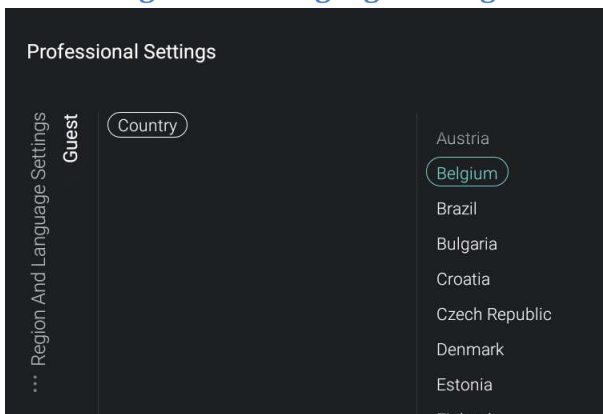 Professional Settings
... Region And Language Settings
Guest
Country
Austria
Belgium
Brazil
Bulgaria
Croatia
Czech Republic
Denmark
Estonia